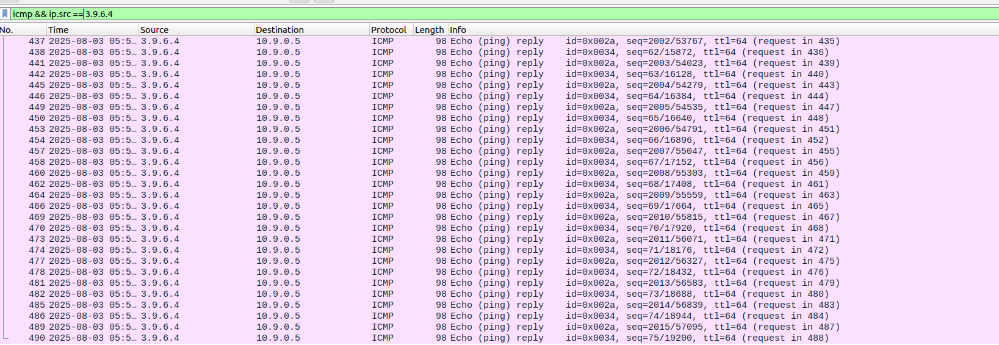 icmp && ip.src == 3.9.6.4
No. Time Source Destination Protocol Length Info
437 2025-08-03 05:5… 3.9.6.4 10.9.0.5 ICMP 98 Echo (ping) reply id=0x002a, seq=2002/53767, ttl=64 (request in 435)
438 2025-08-03 05:5… 3.9.6.4 10.9.0.5 ICMP 98 Echo (ping) reply id=0x0034, seq=62/15872, ttl=64 (request in 436)
441 2025-08-03 05:5… 3.9.6.4 10.9.0.5 ICMP 98 Echo (ping) reply id=0x002a, seq=2003/54023, ttl=64 (request in 439)
442 2025-08-03 05:5… 3.9.6.4 10.9.0.5 ICMP 98 Echo (ping) reply id=0x0034, seq=63/16128, ttl=64 (request in 440)
445 2025-08-03 05:5… 3.9.6.4 10.9.0.5 ICMP 98 Echo (ping) reply id=0x002a, seq=2004/54279, ttl=64 (request in 443)
446 2025-08-03 05:5… 3.9.6.4 10.9.0.5 ICMP 98 Echo (ping) reply id=0x0034, seq=64/16384, ttl=64 (request in 444)
449 2025-08-03 05:5… 3.9.6.4 10.9.0.5 ICMP 98 Echo (ping) reply id=0x002a, seq=2005/54535, ttl=64 (request in 447)
450 2025-08-03 05:5… 3.9.6.4 10.9.0.5 ICMP 98 Echo (ping) reply id=0x0034, seq=65/16640, ttl=64 (request in 448)
453 2025-08-03 05:5… 3.9.6.4 10.9.0.5 ICMP 98 Echo (ping) reply id=0x002a, seq=2006/54791, ttl=64 (request in 451)
454 2025-08-03 05:5… 3.9.6.4 10.9.0.5 ICMP 98 Echo (ping) reply id=0x0034, seq=66/16896, ttl=64 (request in 452)
457 2025-08-03 05:5… 3.9.6.4 10.9.0.5 ICMP 98 Echo (ping) reply id=0x002a, seq=2007/55047, ttl=64 (request in 455)
458 2025-08-03 05:5… 3.9.6.4 10.9.0.5 ICMP 98 Echo (ping) reply id=0x0034, seq=67/17152, ttl=64 (request in 456)
460 2025-08-03 05:5… 3.9.6.4 10.9.0.5 ICMP 98 Echo (ping) reply id=0x002a, seq=2008/55303, ttl=64 (request in 459)
462 2025-08-03 05:5… 3.9.6.4 10.9.0.5 ICMP 98 Echo (ping) reply id=0x0034, seq=68/17408, ttl=64 (request in 461)
464 2025-08-03 05:5… 3.9.6.4 10.9.0.5 ICMP 98 Echo (ping) reply id=0x002a, seq=2009/55559, ttl=64 (request in 463)
466 2025-08-03 05:5… 3.9.6.4 10.9.0.5 ICMP 98 Echo (ping) reply id=0x0034, seq=69/17664, ttl=64 (request in 465)
469 2025-08-03 05:5… 3.9.6.4 10.9.0.5 ICMP 98 Echo (ping) reply id=0x002a, seq=2010/55815, ttl=64 (request in 467)
470 2025-08-03 05:5… 3.9.6.4 10.9.0.5 ICMP 98 Echo (ping) reply id=0x0034, seq=70/17920, ttl=64 (request in 468)
473 2025-08-03 05:5… 3.9.6.4 10.9.0.5 ICMP 98 Echo (ping) reply id=0x002a, seq=2011/56071, ttl=64 (request in 471)
474 2025-08-03 05:5… 3.9.6.4 10.9.0.5 ICMP 98 Echo (ping) reply id=0x0034, seq=71/18176, ttl=64 (request in 472)
477 2025-08-03 05:5… 3.9.6.4 10.9.0.5 ICMP 98 Echo (ping) reply id=0x002a, seq=2012/56327, ttl=64 (request in 475)
478 2025-08-03 05:5… 3.9.6.4 10.9.0.5 ICMP 98 Echo (ping) reply id=0x0034, seq=72/18432, ttl=64 (request in 476)
481 2025-08-03 05:5… 3.9.6.4 10.9.0.5 ICMP 98 Echo (ping) reply id=0x002a, seq=2013/56583, ttl=64 (request in 479)
482 2025-08-03 05:5… 3.9.6.4 10.9.0.5 ICMP 98 Echo (ping) reply id=0x0034, seq=73/18688, ttl=64 (request in 480)
485 2025-08-03 05:5… 3.9.6.4 10.9.0.5 ICMP 98 Echo (ping) reply id=0x002a, seq=2014/56839, ttl=64 (request in 483)
486 2025-08-03 05:5… 3.9.6.4 10.9.0.5 ICMP 98 Echo (ping) reply id=0x0034, seq=74/18944, ttl=64 (request in 484)
489 2025-08-03 05:5… 3.9.6.4 10.9.0.5 ICMP 98 Echo (ping) reply id=0x002a, seq=2015/57095, ttl=64 (request in 487)
490 2025-08-03 05:5… 3.9.6.4 10.9.0.5 ICMP 98 Echo (ping) reply id=0x0034, seq=75/19200, ttl=64 (request in 488)